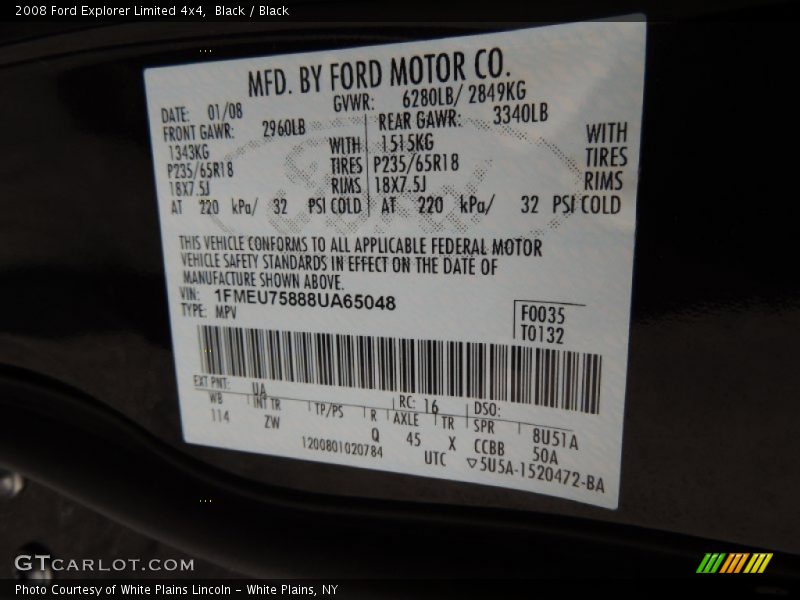 2008 Ford Explorer Limited 4x4,  Black / Black
MFD. BY FORD MOTOR CO.
DATE: 01/08 GVWR: 6280LB/ 2849KG
FRONT GAWR: 2960LB REAR GAWR: 3340LB
1343KG WITH 1515KG WITH
P235/65R18 TIRES P235/65R18 TIRES
18X7.5J RIMS 18X7.5J RIMS
AT 220 kPa/ 32 PSI COLD AT 220 kPa/ 32 PSI COLD
THIS VEHICLE CONFORMS TO ALL APPLICABLE FEDERAL MOTOR
VEHICLE SAFETY STANDARDS IN EFFECT ON THE DATE OF
MANUFACTURE SHOWN ABOVE.
VIN: 1FMEU75888UA65048
TYPE: MPV
F0035
T0132
EXT PNT: UA RC: 16 DSO:
WB INT TR TP/PS R AXLE TR SPR 8U51A
114 ZW Q 45 X CCBB 50A
1200801020784 UTC ▽5U5A-1520472-BA
GTCARLOT.COM
Photo Courtesy of White Plains Lincoln - White Plains, NY